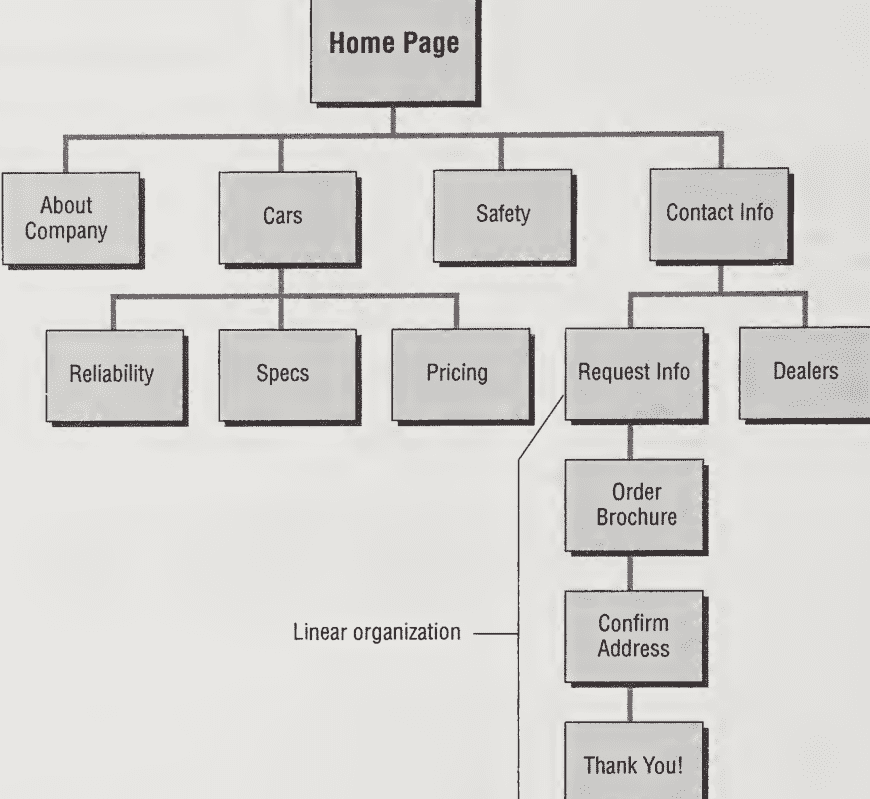 Home Page
About
Company
Cars
Safety
Contact Info
Reliability
Specs
Pricing
Request Info
Dealers
Order
Brochure
Linear organization
Confirm
Address
Thank You!